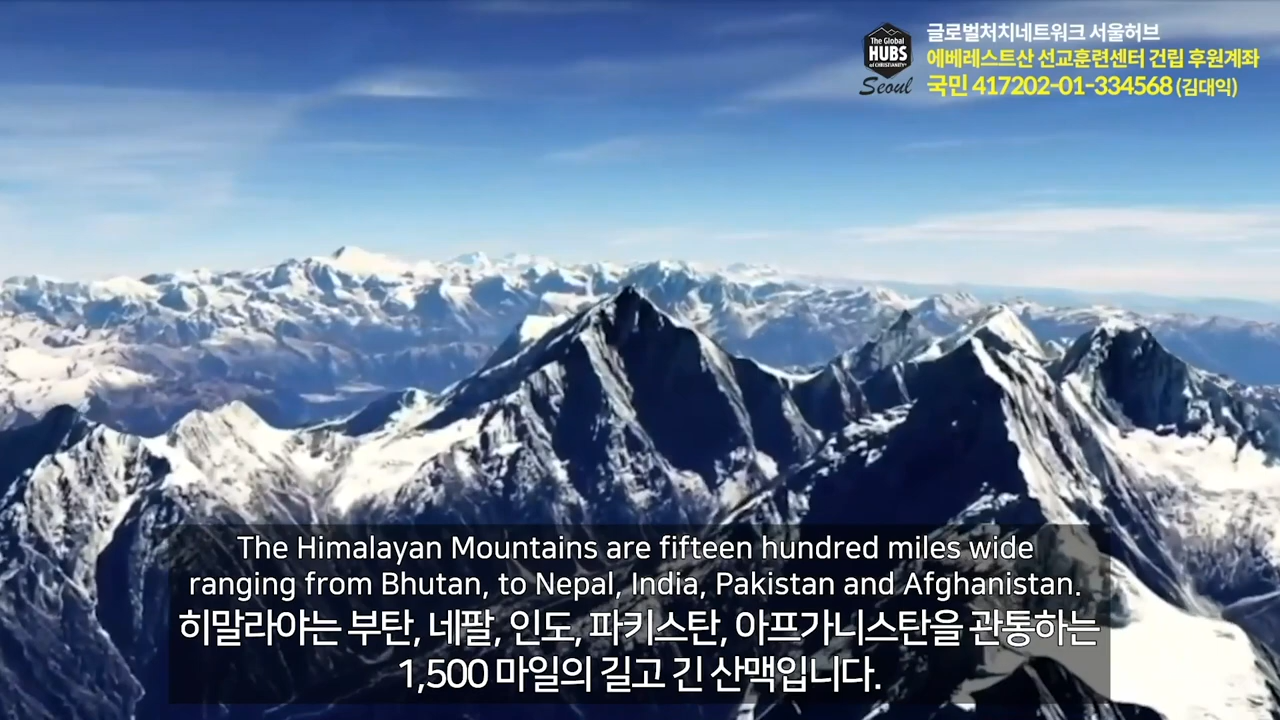 The Global
HUBS
of CHRISTIANITY
Seoul
글로벌처치네트워크 서울허브
에베레스트산 선교훈련센터 건립 후원계좌
국민 417202-01-334568 (김대익)
The Himalayan Mountains are fifteen hundred miles wide
ranging from Bhutan, to Nepal, India, Pakistan and Afghanistan.
히말라야는 부탄, 네팔, 인도, 파키스탄, 아프가니스탄을 관통하는
1,500 마일의 길고 긴 산맥입니다.